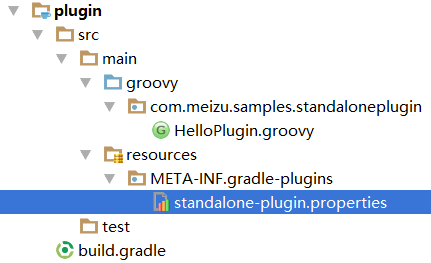 plugin
src
main
groovy
com.meizu.samples.standaloneplugin
HelloPlugin.groovy
resources
META-INF.gradle-plugins
standalone-plugin.properties
test
build.gradle